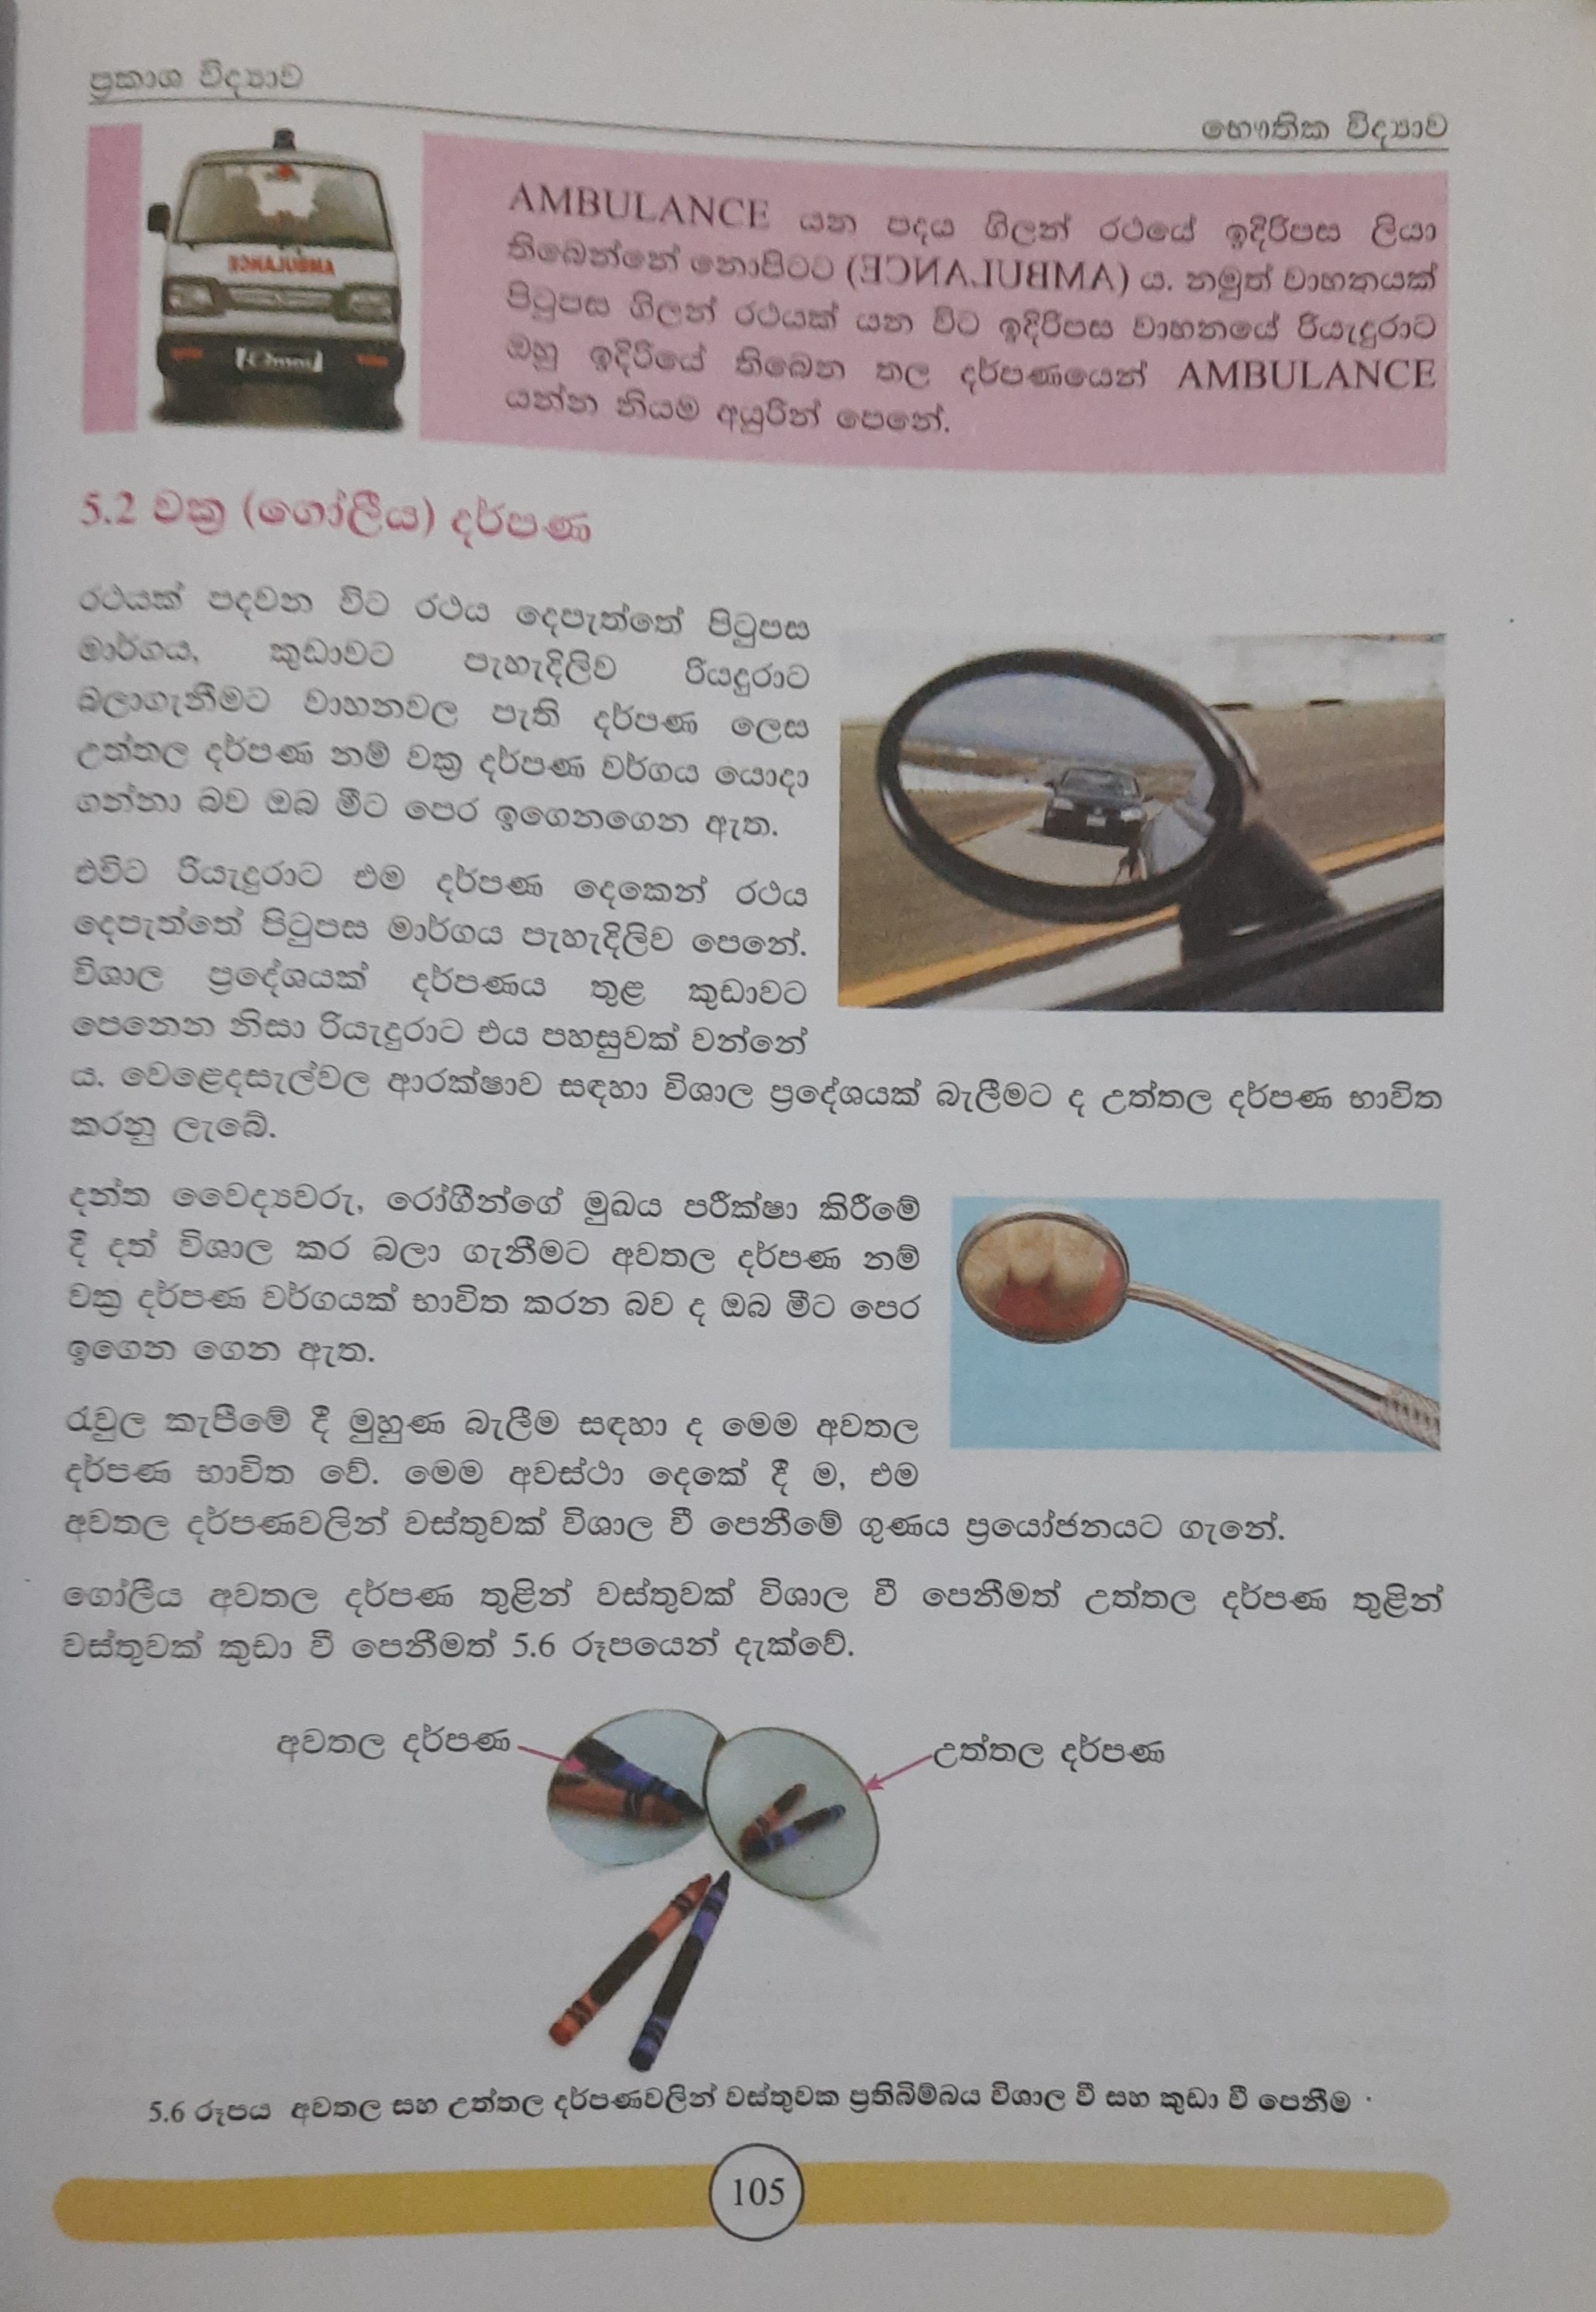 ප්‍රකාශ විද්‍යාව
භෞතික විද්‍යාව
AMBULANCE
Omni
AMBULANCE යන පදය ගිලන් රථයේ ඉදිරිපස ලියා
තිබෙන්නේ නොපිටට (AMBULANCE) ය. නමුත් වාහනයක්
පිටුපස ගිලන් රථයක් යන විට ඉදිරිපස වාහනයේ රියැදුරාට
ඔහු ඉදිරියේ තිබෙන තල දර්පණයෙන් AMBULANCE
යන්න නියම අයුරින් පෙනේ.
5.2 වක්‍ර (ගෝලීය) දර්පණ
රථයක් පදවන විට රථය දෙපැත්තේ පිටුපස
මාර්ගය, කුඩාවට පැහැදිලිව රියදුරාට
බලාගැනීමට වාහනවල පැති දර්පණ ලෙස
උත්තල දර්පණ නම් වක්‍ර දර්පණ වර්ගය යොදා
ගන්නා බව ඔබ මීට පෙර ඉගෙනගෙන ඇත.
එවිට රියැදුරාට එම දර්පණ දෙකෙන් රථය
දෙපැත්තේ පිටුපස මාර්ගය පැහැදිලිව පෙනේ.
විශාල ප්‍රදේශයක් දර්පණය තුළ කුඩාවට
පෙනෙන නිසා රියැදුරාට එය පහසුවක් වන්නේ
ය. වෙළෙඳසැල්වල ආරක්ෂාව සඳහා විශාල ප්‍රදේශයක් බැලීමට ද උත්තල දර්පණ භාවිත
කරනු ලැබේ.
දන්ත වෛද්‍යවරු, රෝගීන්ගේ මුඛය පරීක්ෂා කිරීමේ
දී දත් විශාල කර බලා ගැනීමට අවතල දර්පණ නම්
වක්‍ර දර්පණ වර්ගයක් භාවිත කරන බව ද ඔබ මීට පෙර
ඉගෙන ගෙන ඇත.
රැවුල කැපීමේ දී මුහුණ බැලීම සඳහා ද මෙම අවතල
දර්පණ භාවිත වේ. මෙම අවස්ථා දෙකේ දී ම, එම
අවතල දර්පණවලින් වස්තුවක් විශාල වී පෙනීමේ ගුණය ප්‍රයෝජනයට ගැනේ.
ගෝලීය අවතල දර්පණ තුළින් වස්තුවක් විශාල වී පෙනීමත් උත්තල දර්පණ තුළින්
වස්තුවක් කුඩා වී පෙනීමත් 5.6 රූපයෙන් දැක්වේ.
අවතල දර්පණ
උත්තල දර්පණ
5.6 රූපය අවතල සහ උත්තල දර්පණවලින් වස්තුවක ප්‍රතිබිම්බය විශාල වී සහ කුඩා වී පෙනීම
105